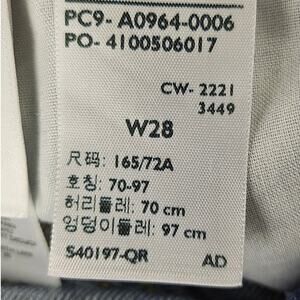 PC9- A0964-0006
PO- 4100506017
CW- 2221
3449
W28
尺码: 165/72A
호칭: 70-97
허리둘레: 70 cm
엉덩이둘레: 97 cm
S40197-QR AD